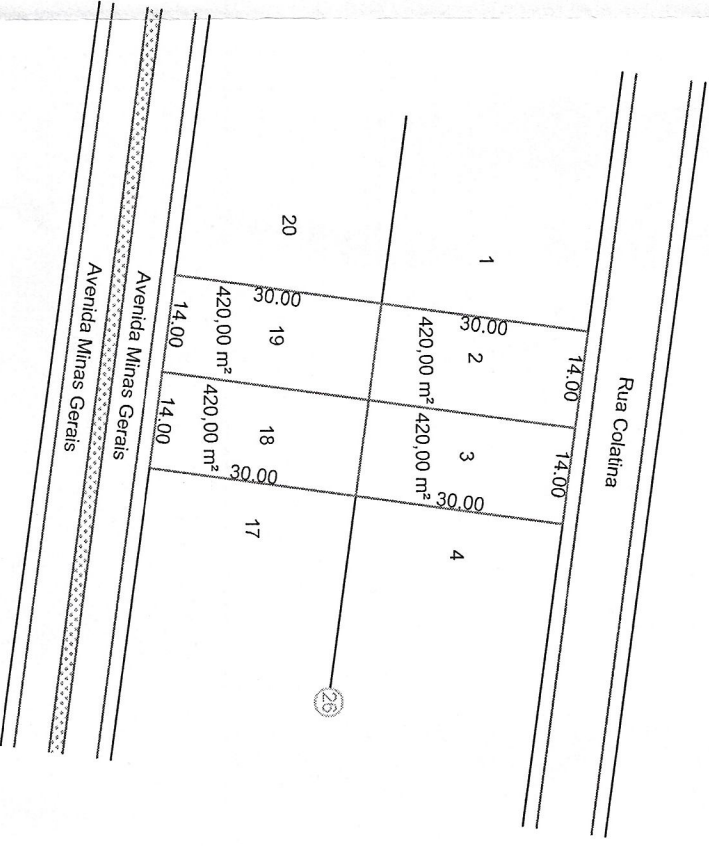 Rua Colatina
14.00
14.00
1
30.00
2
420,00 m²
3
420,00 m²
30.00
4
20
30.00
19
420,00 m²
14.00
18
420,00 m²
30.00
14.00
17
26
Avenida Minas Gerais
Avenida Minas Gerais